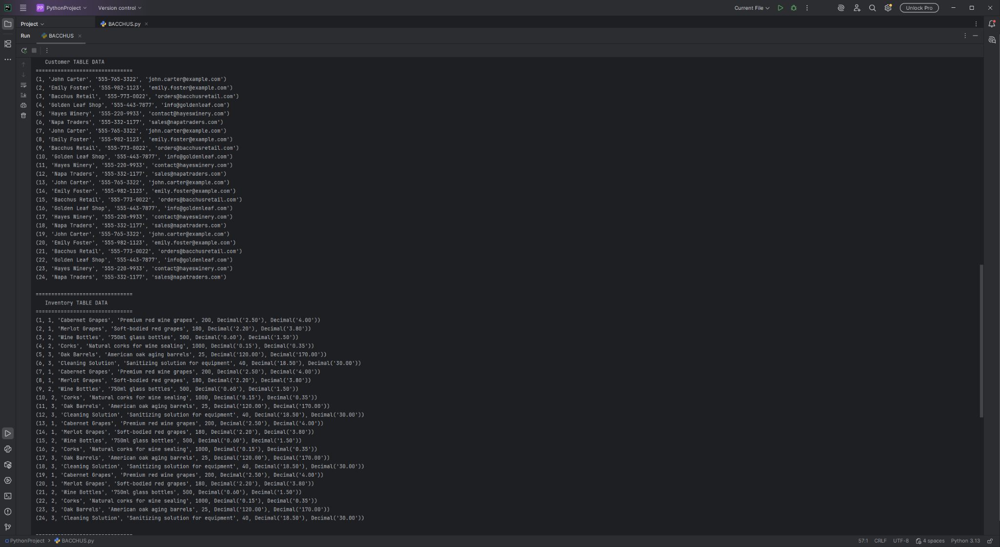 PC PP PythonProject Version control Current File Unlock Pro
Project BACCHUS.py
Run BACCHUS
Customer TABLE DATA
===============================
(1, 'John Carter', '555-765-3322', 'john.carter@example.com')
(2, 'Emily Foster', '555-982-1123', 'emily.foster@example.com')
(3, 'Bacchus Retail', '555-773-0022', 'orders@bacchusretail.com')
(4, 'Golden Leaf Shop', '555-443-7877', 'info@goldenleaf.com')
(5, 'Hayes Winery', '555-220-9933', 'contact@hayeswinery.com')
(6, 'Napa Traders', '555-332-1177', 'sales@napatraders.com')
(7, 'John Carter', '555-765-3322', 'john.carter@example.com')
(8, 'Emily Foster', '555-982-1123', 'emily.foster@example.com')
(9, 'Bacchus Retail', '555-773-0022', 'orders@bacchusretail.com')
(10, 'Golden Leaf Shop', '555-443-7877', 'info@goldenleaf.com')
(11, 'Hayes Winery', '555-220-9933', 'contact@hayeswinery.com')
(12, 'Napa Traders', '555-332-1177', 'sales@napatraders.com')
(13, 'John Carter', '555-765-3322', 'john.carter@example.com')
(14, 'Emily Foster', '555-982-1123', 'emily.foster@example.com')
(15, 'Bacchus Retail', '555-773-0022', 'orders@bacchusretail.com')
(16, 'Golden Leaf Shop', '555-443-7877', 'info@goldenleaf.com')
(17, 'Hayes Winery', '555-220-9933', 'contact@hayeswinery.com')
(18, 'Napa Traders', '555-332-1177', 'sales@napatraders.com')
(19, 'John Carter', '555-765-3322', 'john.carter@example.com')
(20, 'Emily Foster', '555-982-1123', 'emily.foster@example.com')
(21, 'Bacchus Retail', '555-773-0022', 'orders@bacchusretail.com')
(22, 'Golden Leaf Shop', '555-443-7877', 'info@goldenleaf.com')
(23, 'Hayes Winery', '555-220-9933', 'contact@hayeswinery.com')
(24, 'Napa Traders', '555-332-1177', 'sales@napatraders.com')
===============================
Inventory TABLE DATA
===============================
(1, 1, 'Cabernet Grapes', 'Premium red wine grapes', 200, Decimal('2.50'), Decimal('4.00'))
(2, 1, 'Merlot Grapes', 'Soft-bodied red grapes', 180, Decimal('2.20'), Decimal('3.80'))
(3, 2, 'Wine Bottles', '750ml glass bottles', 500, Decimal('0.60'), Decimal('1.50'))
(4, 2, 'Corks', 'Natural corks for wine sealing', 1000, Decimal('0.15'), Decimal('0.35'))
(5, 3, 'Oak Barrels', 'American oak aging barrels', 25, Decimal('120.00'), Decimal('170.00'))
(6, 3, 'Cleaning Solution', 'Sanitizing solution for equipment', 40, Decimal('18.50'), Decimal('30.00'))
(7, 1, 'Cabernet Grapes', 'Premium red wine grapes', 200, Decimal('2.50'), Decimal('4.00'))
(8, 1, 'Merlot Grapes', 'Soft-bodied red grapes', 180, Decimal('2.20'), Decimal('3.80'))
(9, 2, 'Wine Bottles', '750ml glass bottles', 500, Decimal('0.60'), Decimal('1.50'))
(10, 2, 'Corks', 'Natural corks for wine sealing', 1000, Decimal('0.15'), Decimal('0.35'))
(11, 3, 'Oak Barrels', 'American oak aging barrels', 25, Decimal('120.00'), Decimal('170.00'))
(12, 3, 'Cleaning Solution', 'Sanitizing solution for equipment', 40, Decimal('18.50'), Decimal('30.00'))
(13, 1, 'Cabernet Grapes', 'Premium red wine grapes', 200, Decimal('2.50'), Decimal('4.00'))
(14, 1, 'Merlot Grapes', 'Soft-bodied red grapes', 180, Decimal('2.20'), Decimal('3.80'))
(15, 2, 'Wine Bottles', '750ml glass bottles', 500, Decimal('0.60'), Decimal('1.50'))
(16, 2, 'Corks', 'Natural corks for wine sealing', 1000, Decimal('0.15'), Decimal('0.35'))
(17, 3, 'Oak Barrels', 'American oak aging barrels', 25, Decimal('120.00'), Decimal('170.00'))
(18, 3, 'Cleaning Solution', 'Sanitizing solution for equipment', 40, Decimal('18.50'), Decimal('30.00'))
(19, 1, 'Cabernet Grapes', 'Premium red wine grapes', 200, Decimal('2.50'), Decimal('4.00'))
(20, 1, 'Merlot Grapes', 'Soft-bodied red grapes', 180, Decimal('2.20'), Decimal('3.80'))
(21, 2, 'Wine Bottles', '750ml glass bottles', 500, Decimal('0.60'), Decimal('1.50'))
(22, 2, 'Corks', 'Natural corks for wine sealing', 1000, Decimal('0.15'), Decimal('0.35'))
(23, 3, 'Oak Barrels', 'American oak aging barrels', 25, Decimal('120.00'), Decimal('170.00'))
(24, 3, 'Cleaning Solution', 'Sanitizing solution for equipment', 40, Decimal('18.50'), Decimal('30.00'))
===============================
PythonProject > BACCHUS.py 57:1 CRLF UTF-8 4 spaces Python 3.13